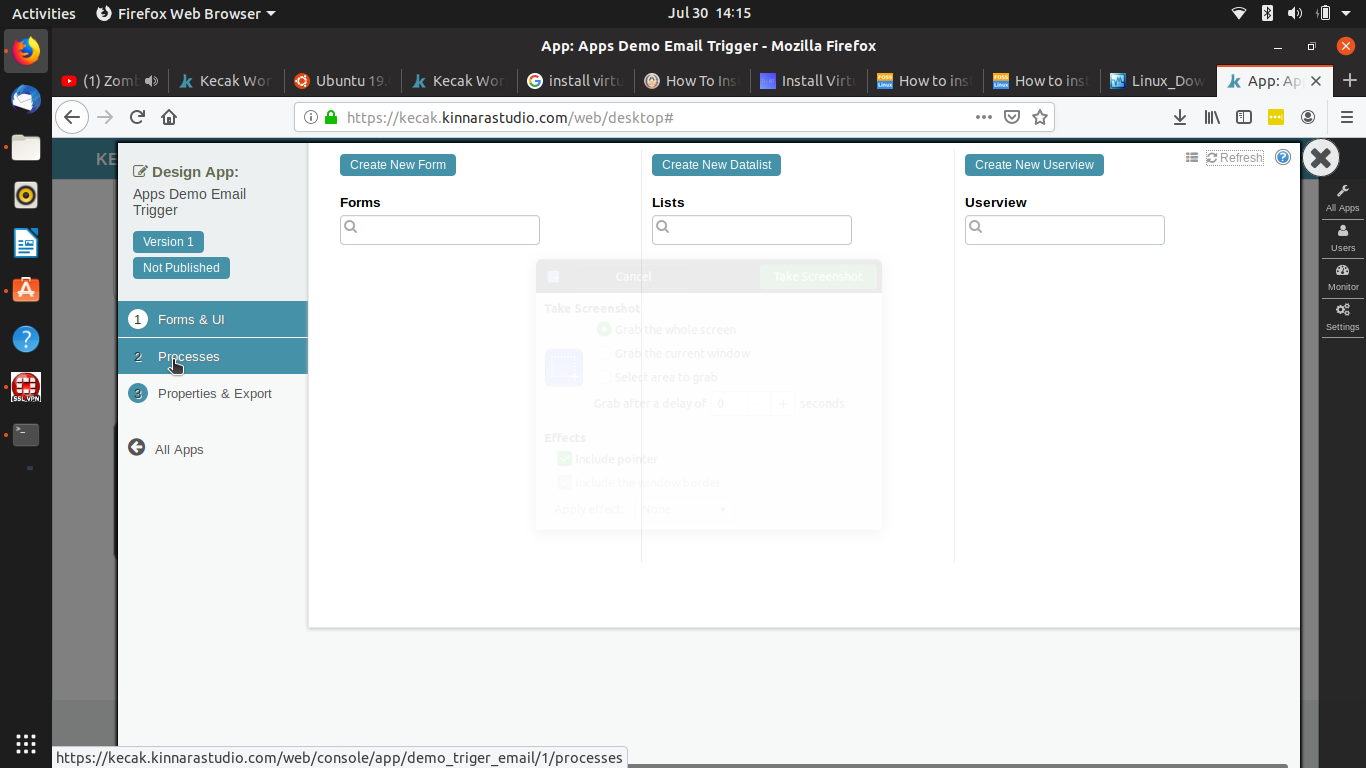 Activities Firefox Web Browser Jul 30 14:15
App: Apps Demo Email Trigger - Mozilla Firefox
(1) Zom Kecak Wor Ubuntu 19. Kecak Wor install virtu How To Ins Install Virt How to inst How to inst Linux_Dow App: Ap
https://kecak.kinnarastudio.com/web/desktop#
KE
Design App:
Apps Demo Email
Trigger
Version 1
Not Published
1 Forms & UI
2 Processes
3 Properties & Export
All Apps
Create New Form Create New Datalist Create New Userview Refresh ?
Forms Lists Userview
Cancel Take Screenshot
Take Screenshot
Grab the whole screen
Grab the current window
Select area to grab
Grab after a delay of 0 + seconds
Effects
Include pointer
Include the window border
Apply effect: None
All Apps
Users
Monitor
Settings
SSL VPN
https://kecak.kinnarastudio.com/web/console/app/demo_triger_email/1/processes